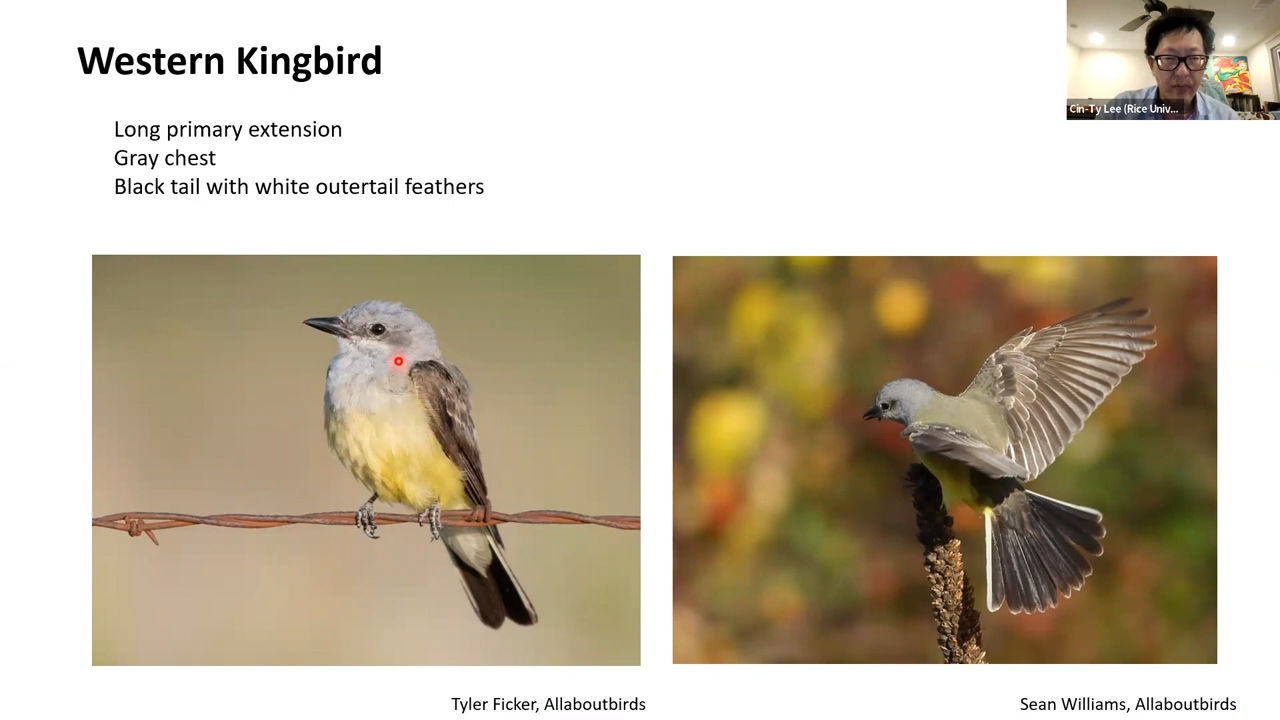 Western Kingbird
Cin-Ty Lee (Rice Univ...
Long primary extension
Gray chest
Black tail with white outertail feathers
Tyler Ficker, Allaboutbirds
Sean Williams, Allaboutbirds